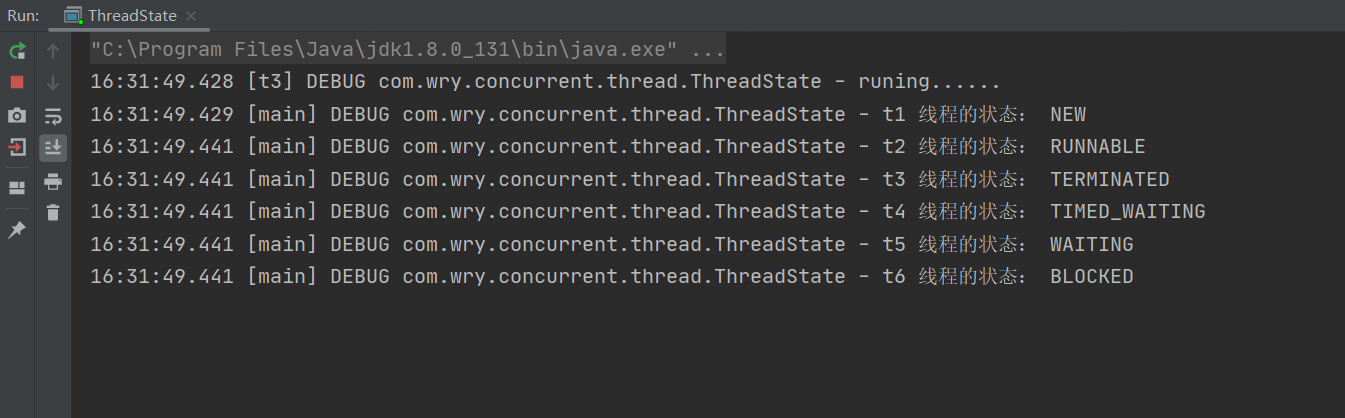 Run: ThreadState
"C:\Program Files\Java\jdk1.8.0_131\bin\java.exe" ...
16:31:49.428 [t3] DEBUG com.wry.concurrent.thread.ThreadState - runing......
16:31:49.429 [main] DEBUG com.wry.concurrent.thread.ThreadState - t1 线程的状态: NEW
16:31:49.441 [main] DEBUG com.wry.concurrent.thread.ThreadState - t2 线程的状态: RUNNABLE
16:31:49.441 [main] DEBUG com.wry.concurrent.thread.ThreadState - t3 线程的状态: TERMINATED
16:31:49.441 [main] DEBUG com.wry.concurrent.thread.ThreadState - t4 线程的状态: TIMED_WAITING
16:31:49.441 [main] DEBUG com.wry.concurrent.thread.ThreadState - t5 线程的状态: WAITING
16:31:49.441 [main] DEBUG com.wry.concurrent.thread.ThreadState - t6 线程的状态: BLOCKED